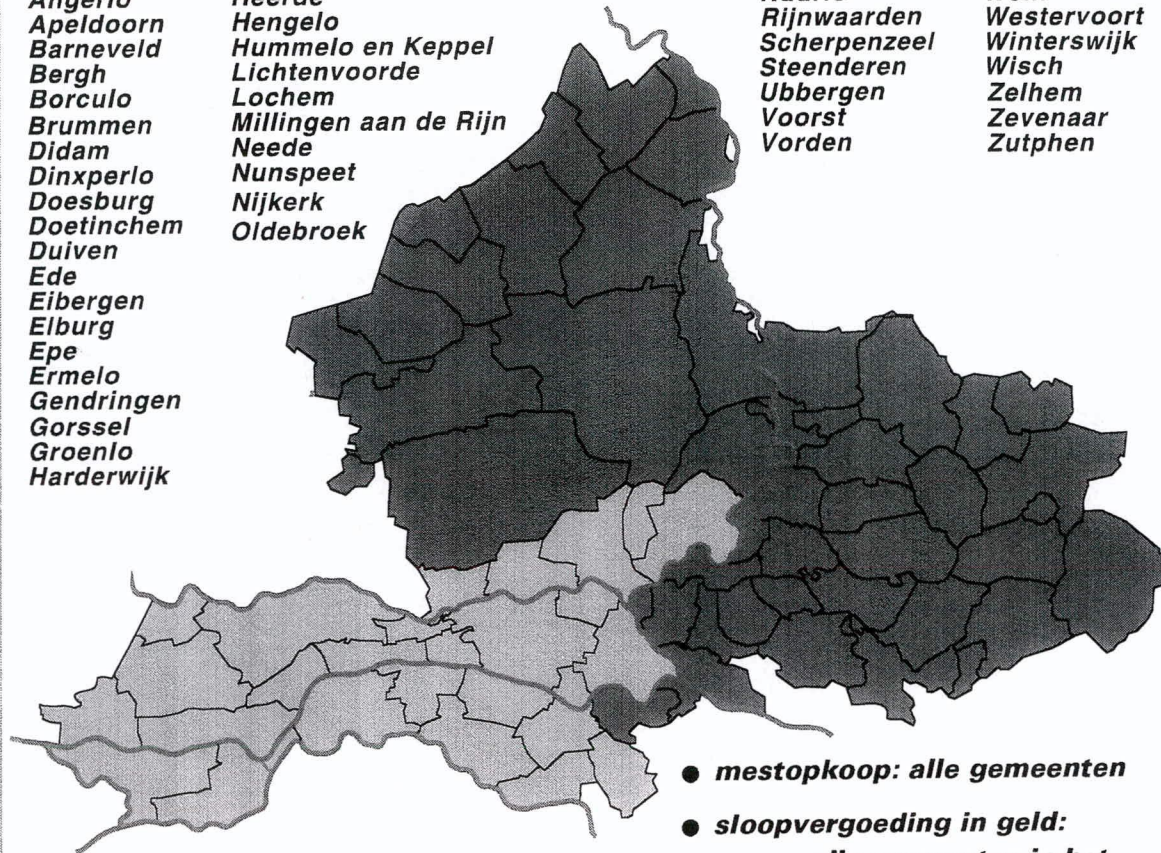 Angerlo
Apeldoorn
Barneveld
Bergh
Borculo
Brummen
Didam
Dinxperlo
Doesburg
Doetinchem
Duiven
Ede
Eibergen
Elburg
Epe
Ermelo
Gendringen
Gorssel
Groenlo
Harderwijk
Heerde
Hengelo
Hummelo en Keppel
Lichtenvoorde
Lochem
Millingen aan de Rijn
Neede
Nunspeet
Nijkerk
Oldebroek
Rijnwaarden
Scherpenzeel
Steenderen
Ubbergen
Voorst
Vorden
Westervoort
Winterswijk
Wisch
Zelhem
Zevenaar
Zutphen
● mestopkoop: alle gemeenten
● sloopvergoeding in geld: